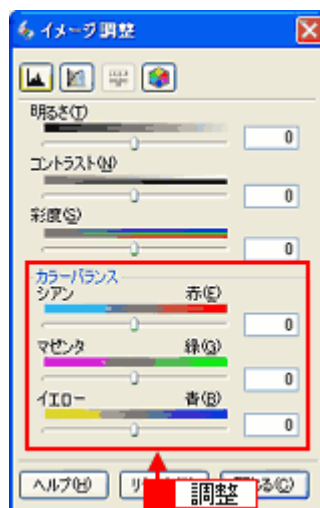 イメージ調整
明るさ(T)
0
コントラスト(N)
0
彩度(S)
0
カラーバランス
シアン 赤(E)
0
マゼンタ 緑(G)
0
イエロー 青(B)
0
ヘルプ(H)
調整